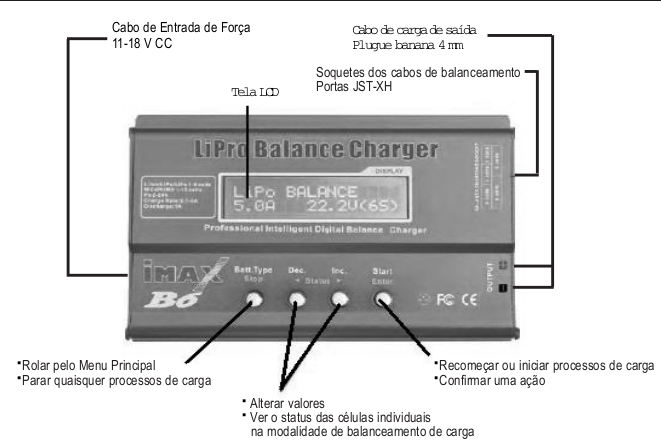 Cabo de Entrada de Força
11-18 V CC
Cabo de carga de saída
Plugue banana 4 mm
Soquetes dos cabos de balanceamento
Portas JST-XH
Tela LCD
LiPro Balance Charger
DISPLAY
LiPo BALANCE
5.0A 22.2V(6S)
Professional Intelligent Digital Balance Charger
iMAX
B6
Batt.Type
Stop
Dec.
Inc.
◄ Status ►
Start
Enter
FC CE
OUTPUT
•Rolar pelo Menu Principal
•Parar quaisquer processos de carga
•Recomeçar ou iniciar processos de carga
•Confirmar uma ação
• Alterar valores
• Ver o status das células individuais
na modalidade de balanceamento de carga